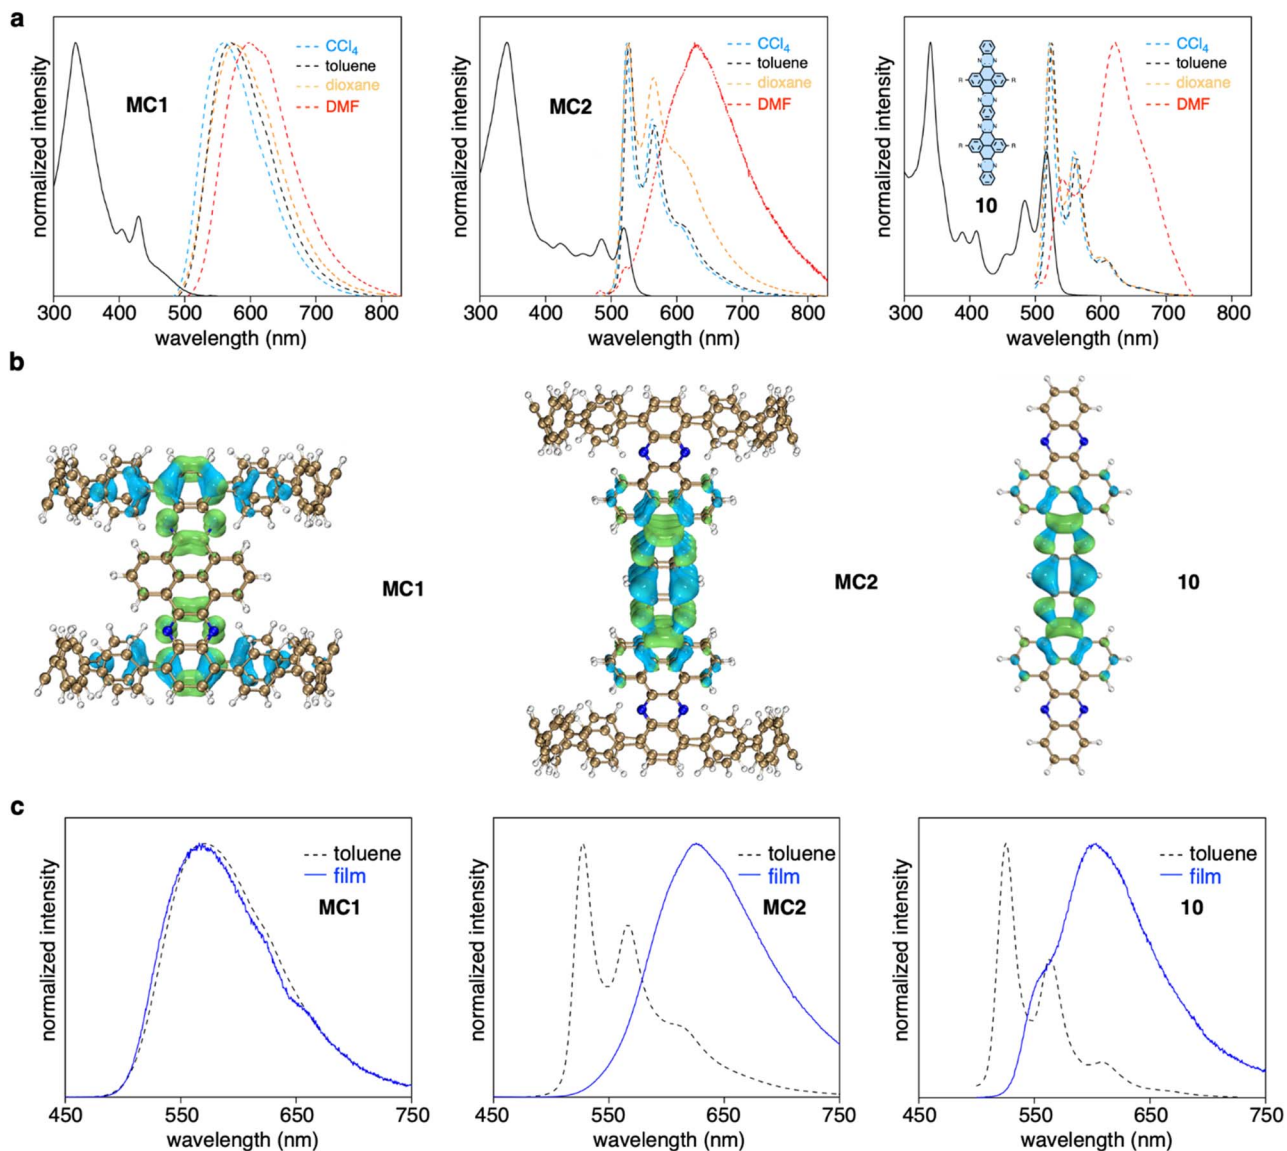 a
normalized intensity
MC1
CCl4
toluene
dioxane
DMF
300 400 500 600 700 800
wavelength (nm)
normalized intensity
MC2
CCl4
toluene
dioxane
DMF
300 400 500 600 700 800
wavelength (nm)
normalized intensity
N N
R R
N N
N N
R R
N N
10
CCl4
toluene
dioxane
DMF
300 400 500 600 700 800
wavelength (nm)
b
MC1
MC2
10
c
normalized intensity
toluene
film
MC1
450 550 650 750
wavelength (nm)
normalized intensity
toluene
film
MC2
450 550 650 750
wavelength (nm)
normalized intensity
toluene
film
10
450 550 650 750
wavelength (nm)